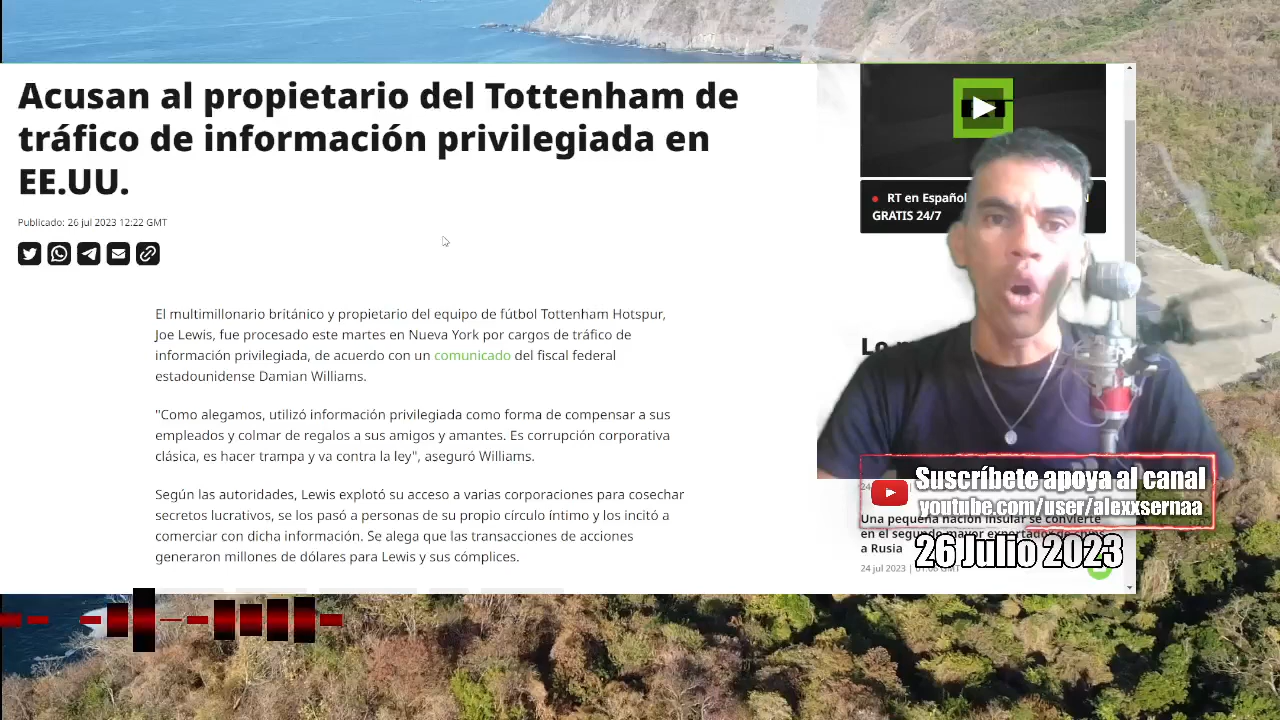 Acusan al propietario del Tottenham de
tráfico de información privilegiada en
EE.UU.
Publicado: 26 jul 2023 12:22 GMT
El multimillonario británico y propietario del equipo de fútbol Tottenham Hotspur,
Joe Lewis, fue procesado este martes en Nueva York por cargos de tráfico de
información privilegiada, de acuerdo con un comunicado del fiscal federal
estadounidense Damian Williams.
"Como alegamos, utilizó información privilegiada como forma de compensar a sus
empleados y colmar de regalos a sus amigos y amantes. Es corrupción corporativa
clásica, es hacer trampa y va contra la ley", aseguró Williams.
Según las autoridades, Lewis explotó su acceso a varias corporaciones para cosechar
secretos lucrativos, se los pasó a personas de su propio círculo íntimo y los incitó a
comerciar con dicha información. Se alega que las transacciones de acciones
generaron millones de dólares para Lewis y sus cómplices.
RT en Español
GRATIS 24/7
Suscríbete apoya al canal
youtube.com/user/alexxsernaa
Una pequeña nación insular se convierte
en el segundo mayor exportador de
a Rusia
24 jul 2023 |
26 Julio 2023